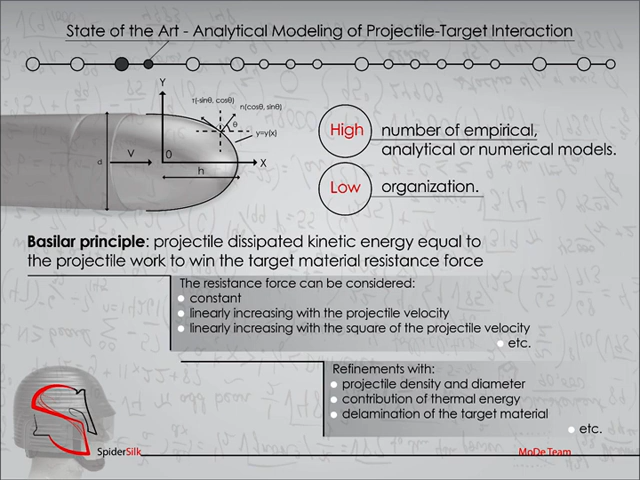 State of the Art - Analytical Modeling of Projectile-Target Interaction
Y
τ(-sinθ, cosθ)
n(cosθ, sinθ)
θ
y=y(x)
d
V
0
X
h
High
number of empirical,
analytical or numerical models.
Low
organization.
Basilar principle: projectile dissipated kinetic energy equal to
the projectile work to win the target material resistance force
The resistance force can be considered:
constant
linearly increasing with the projectile velocity
linearly increasing with the square of the projectile velocity
etc.
Refinements with:
projectile density and diameter
contribution of thermal energy
delamination of the target material
etc.
SpiderSilk
MoDe Team